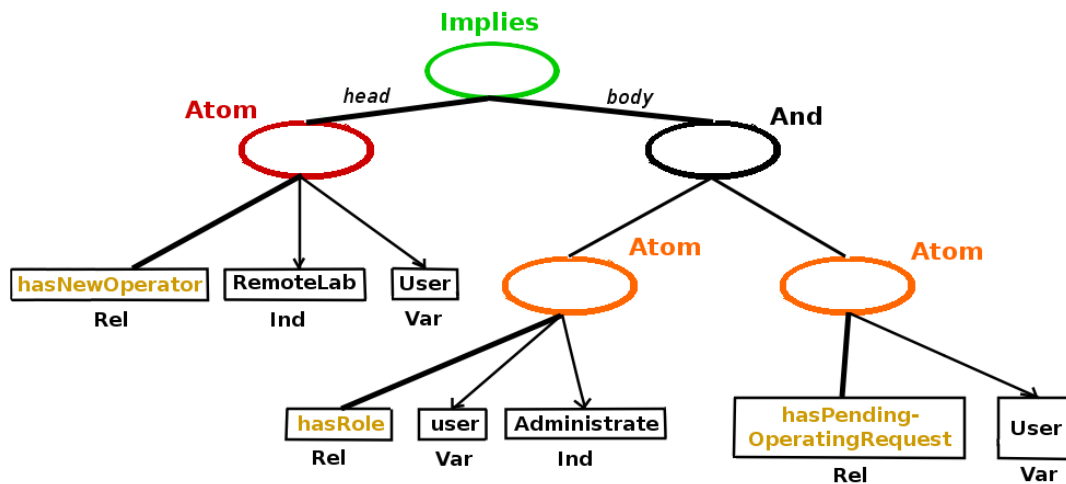 Implies
head
body
Atom
And
hasNewOperator
RemoteLab
User
Rel
Ind
Var
Atom
Atom
hasRole
user
Administrate
Rel
Var
Ind
hasPending-
OperatingRequest
User
Rel
Var